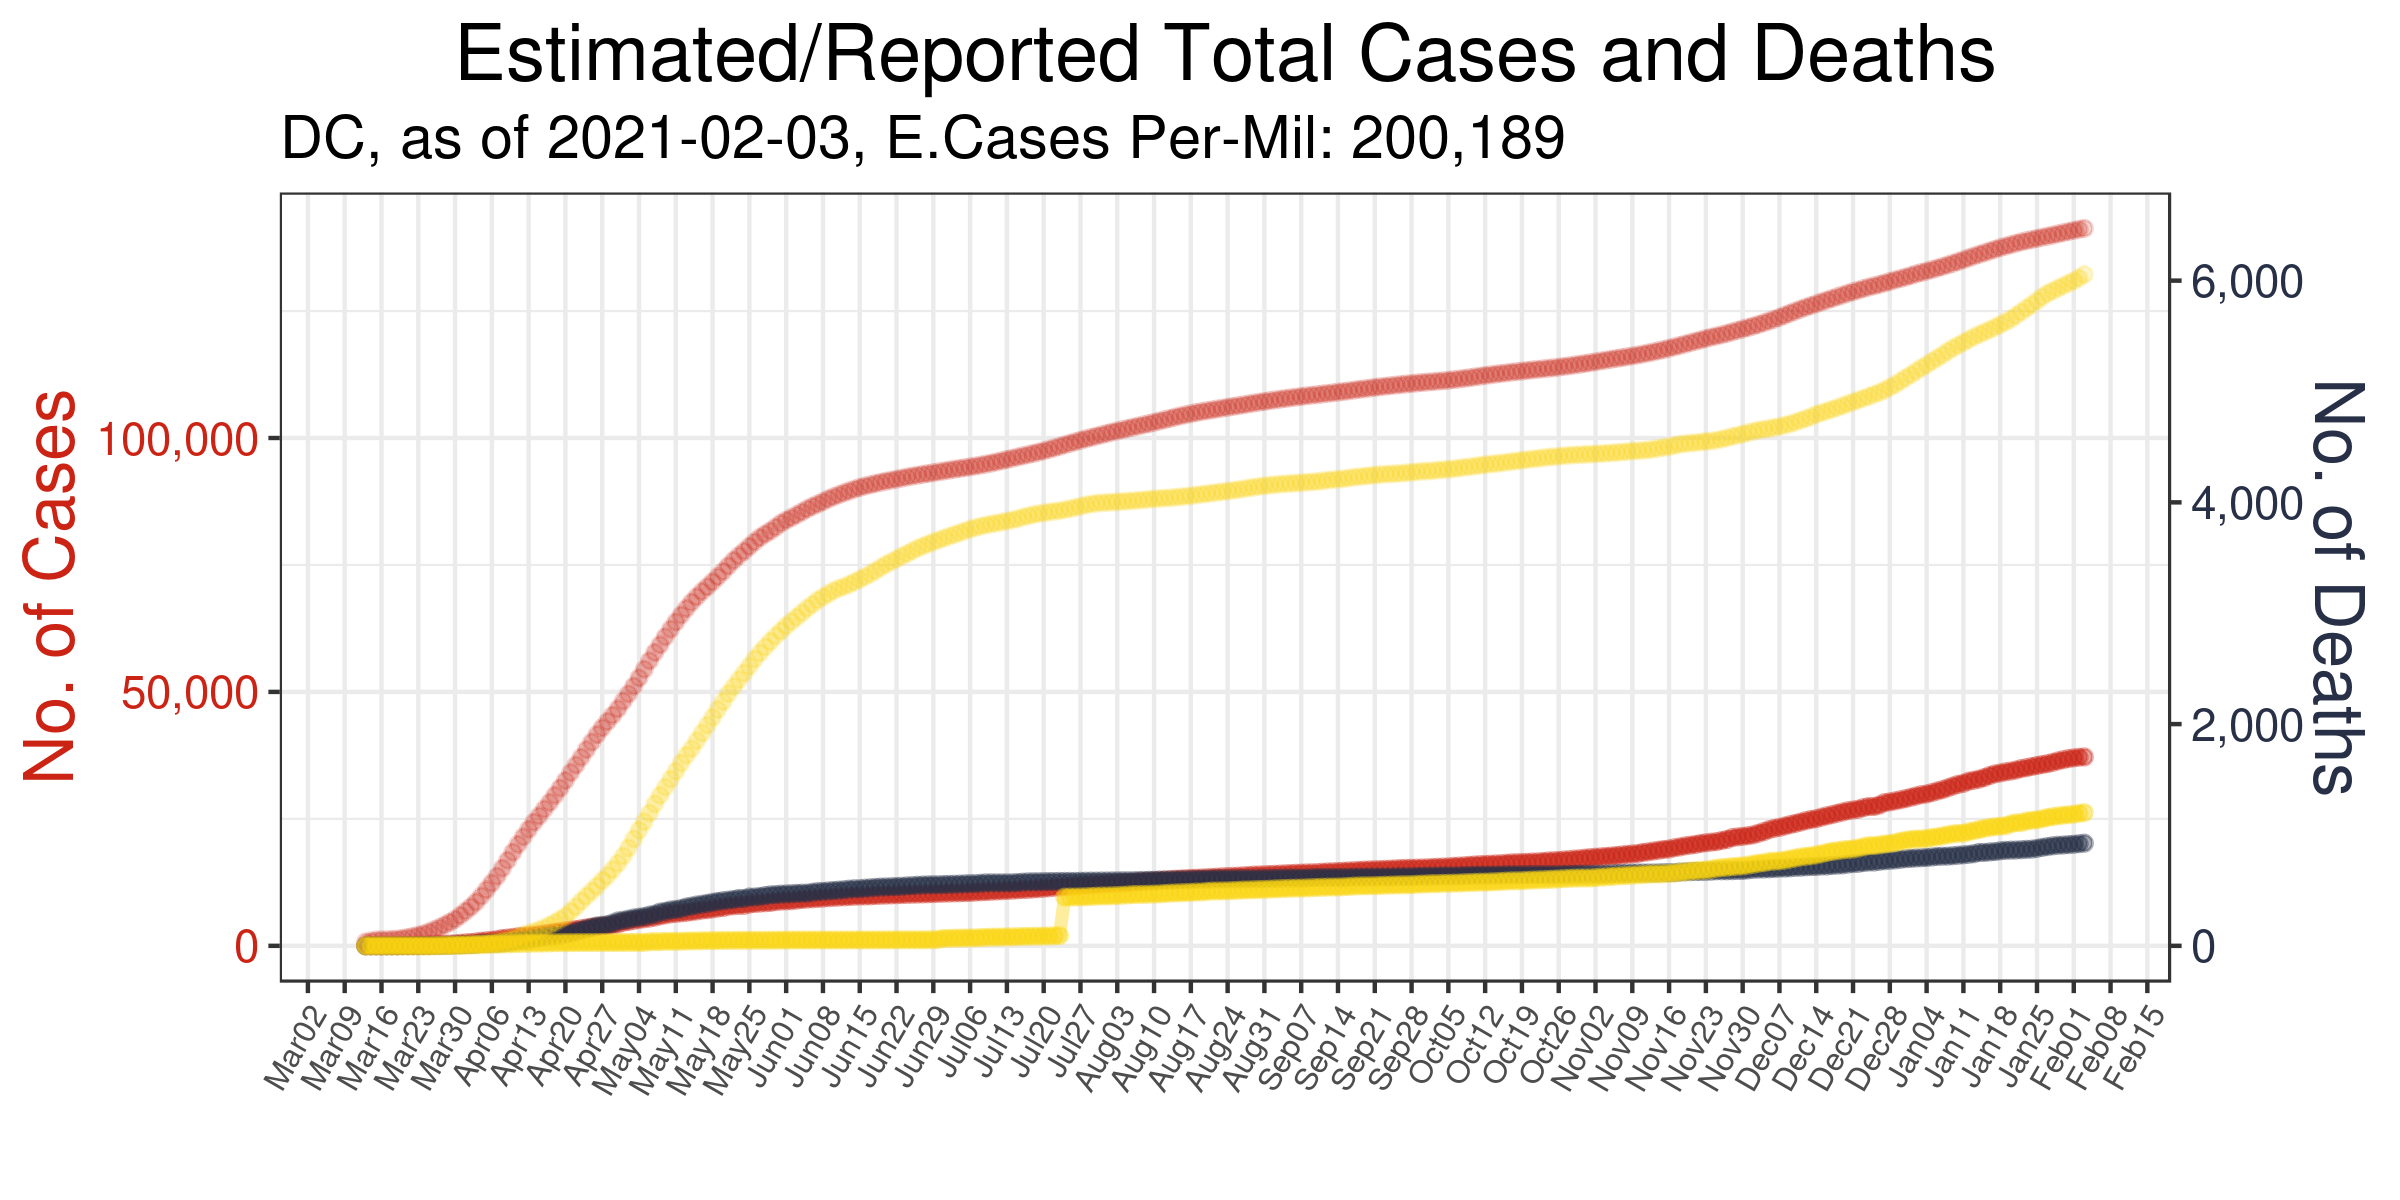 Estimated/Reported Total Cases and Deaths
DC, as of 2021-02-03, E.Cases Per-Mil: 200,189
No. of Cases
100,000
50,000
0
6,000
4,000
2,000
0
No. of Deaths
Mar02
Mar09
Mar16
Mar23
Mar30
Apr06
Apr13
Apr20
Apr27
May04
May11
May18
May25
Jun01
Jun08
Jun15
Jun22
Jun29
Jul06
Jul13
Jul20
Jul27
Aug03
Aug10
Aug17
Aug24
Aug31
Sep07
Sep14
Sep21
Sep28
Oct05
Oct12
Oct19
Oct26
Nov02
Nov09
Nov16
Nov23
Nov30
Dec07
Dec14
Dec21
Dec28
Jan04
Jan11
Jan18
Jan25
Feb01
Feb08
Feb15